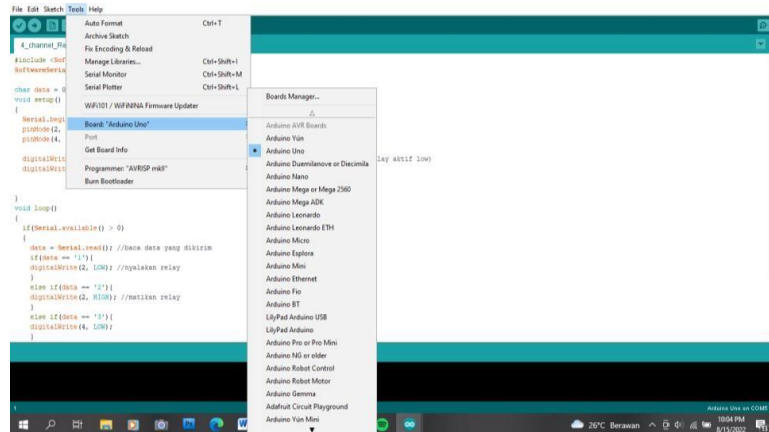 File Edit Sketch Tools Help
4_channel_Re
Auto Format Ctrl+T
Archive Sketch
Fix Encoding & Reload
Manage Libraries... Ctrl+Shift+I
Serial Monitor Ctrl+Shift+M
Serial Plotter Ctrl+Shift+L
WiFi101 / WiFiNINA Firmware Updater
Board: "Arduino Uno"
Port
Get Board Info
Programmer: "AVRISP mkII"
Burn Bootloader
Boards Manager...
Arduino AVR Boards
Arduino Yún
Arduino Uno
Arduino Duemilanove or Diecimila
Arduino Nano
Arduino Mega or Mega 2560
Arduino Mega ADK
Arduino Leonardo
Arduino Leonardo ETH
Arduino Micro
Arduino Esplora
Arduino Mini
Arduino Ethernet
Arduino Fio
Arduino BT
LilyPad Arduino USB
LilyPad Arduino
Arduino Pro or Pro Mini
Arduino NG or older
Arduino Robot Control
Arduino Robot Motor
Arduino Gemma
Adafruit Circuit Playground
Arduino Yún Mini
#include <Sof
SoftwareSeria
char data = 0
void setup()
{
Serial.begi
pinMode(2,
pinMode(4,
digitalWrit lay aktif low)
digitalWrit
}
void loop()
{
if(Serial.available() > 0)
{
data = Serial.read(); //baca data yang dikirim
if(data == '1'){
digitalWrite(2, LOW); //nyalakan relay
}
else if(data == '2'){
digitalWrite(2, HIGH); //matikan relay
}
else if(data == '3'){
digitalWrite(4, LOW);
}
1 Arduino Uno on COM5
26°C Berawan
10:04 PM
8/15/2022